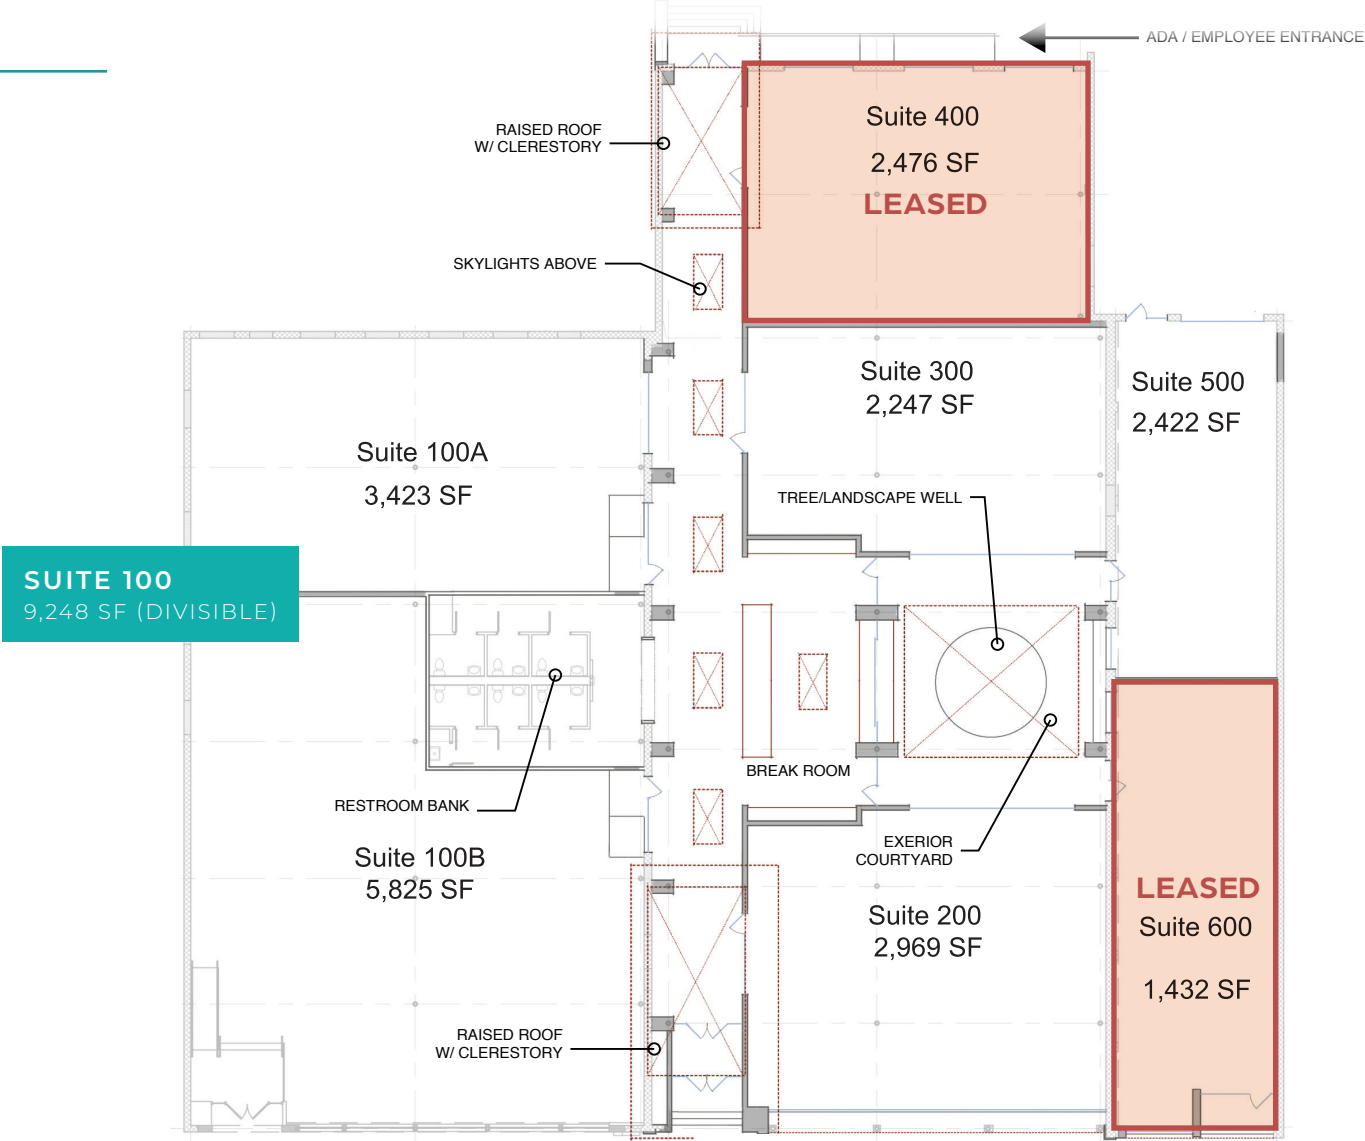 ADA / EMPLOYEE ENTRANCE
Suite 400
2,476 SF
LEASED
RAISED ROOF
W/ CLERESTORY
SKYLIGHTS ABOVE
Suite 300
2,247 SF
Suite 500
2,422 SF
Suite 100A
3,423 SF
TREE/LANDSCAPE WELL
SUITE 100
9,248 SF (DIVISIBLE)
BREAK ROOM
RESTROOM BANK
EXERIOR
COURTYARD
Suite 100B
5,825 SF
LEASED
Suite 600
1,432 SF
Suite 200
2,969 SF
RAISED ROOF
W/ CLERESTORY